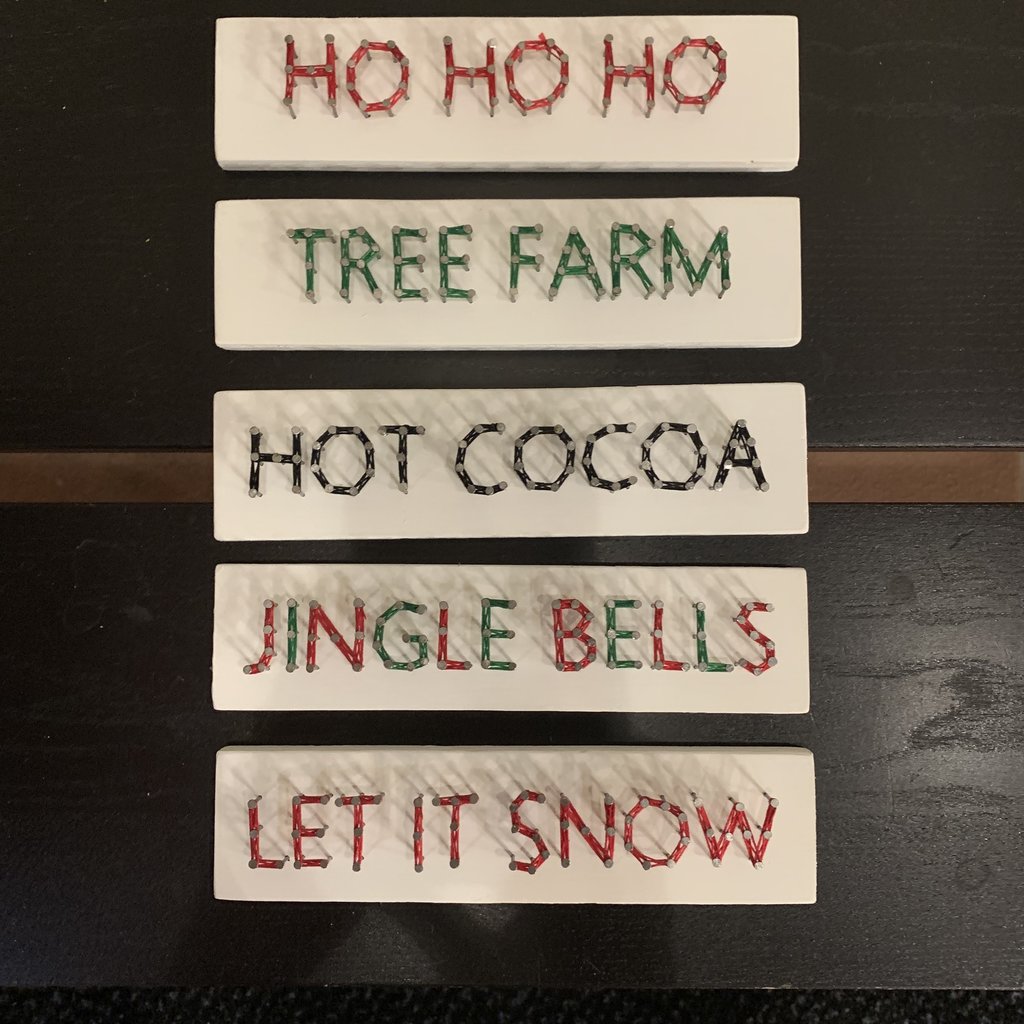 HO HO HO
TREE FARM
HOT COCOA
JINGLE BELLS
LET IT SNOW